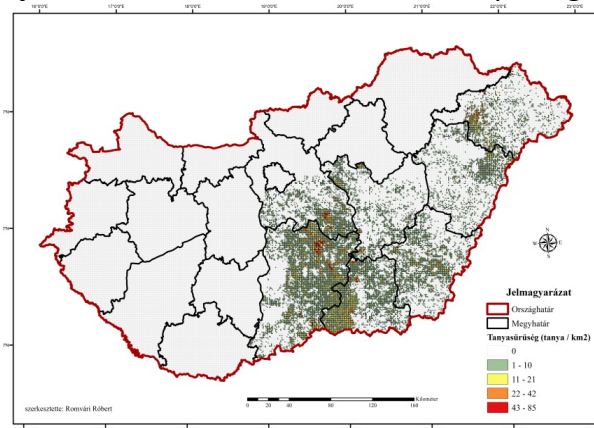 16°0'0"E 17°0'0"E 18°0'0"E 19°0'0"E 20°0'0"E 21°0'0"E 22°0'0"E 23°0'0"E
N
W E
S
Jelmagyarázat
Országhatár
Megyhatár
Tanyasűrűség (tanya / km2)
0
1 - 10
11 - 21
22 - 42
43 - 85
Kilométer
0 20 40 80 120 160
szerkesztette: Romvári Róbert